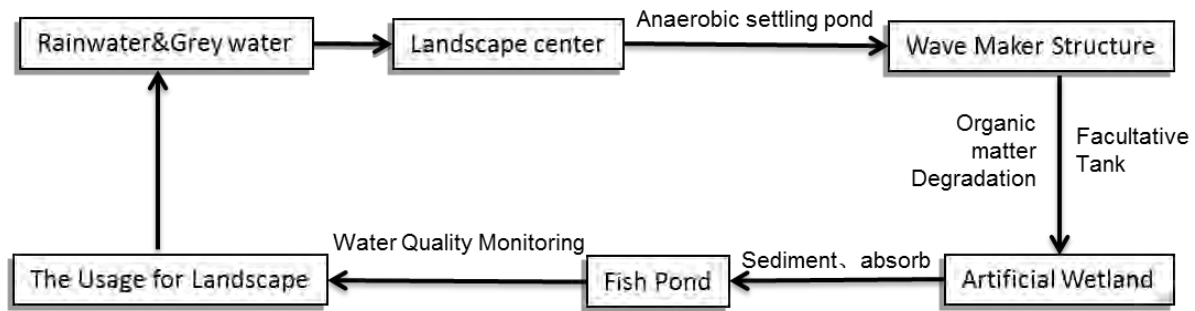 Rainwater&Grey water
Landscape center
Anaerobic settling pond
Wave Maker Structure
Organic
matter
Degradation
Facultative
Tank
Artificial Wetland
Sediment、absorb
Fish Pond
Water Quality Monitoring
The Usage for Landscape